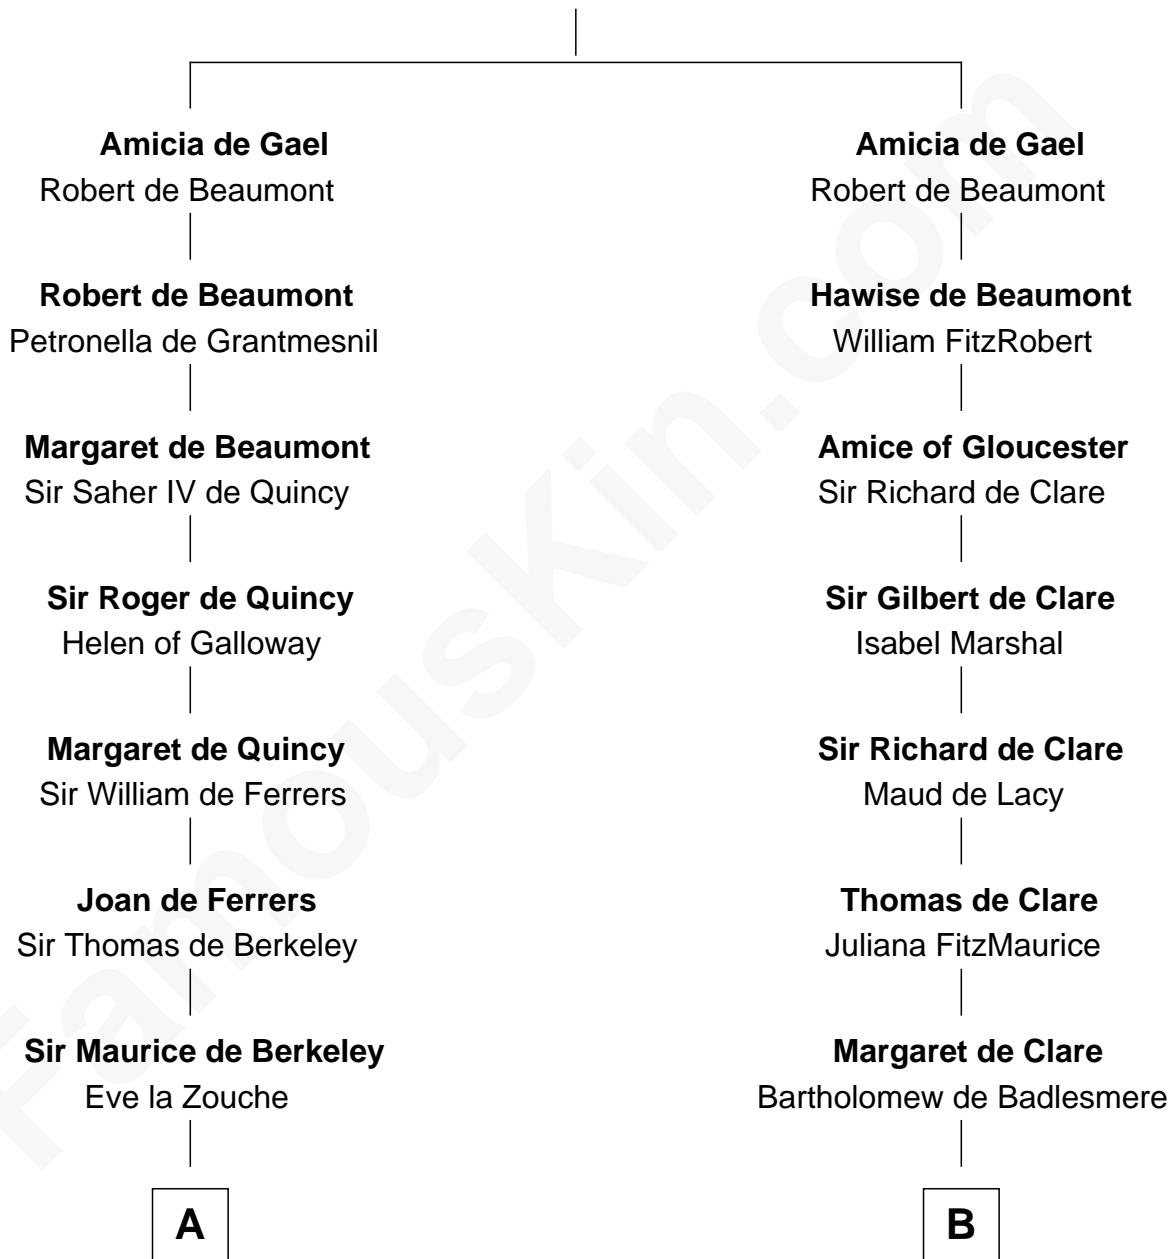 Amicia de Gael
Robert de Beaumont
Robert de Beaumont
Petronella de Grantmesnil
Margaret de Beaumont
Sir Saher IV de Quincy
Sir Roger de Quincy
Helen of Galloway
Margaret de Quincy
Sir William de Ferrers
Joan de Ferrers
Sir Thomas de Berkeley
Sir Maurice de Berkeley
Eve la Zouche
A
Amicia de Gael
Robert de Beaumont
Hawise de Beaumont
William FitzRobert
Amice of Gloucester
Sir Richard de Clare
Sir Gilbert de Clare
Isabel Marshal
Sir Richard de Clare
Maud de Lacy
Thomas de Clare
Juliana FitzMaurice
Margaret de Clare
Bartholomew de Badlesmere
B
FamousKin.com